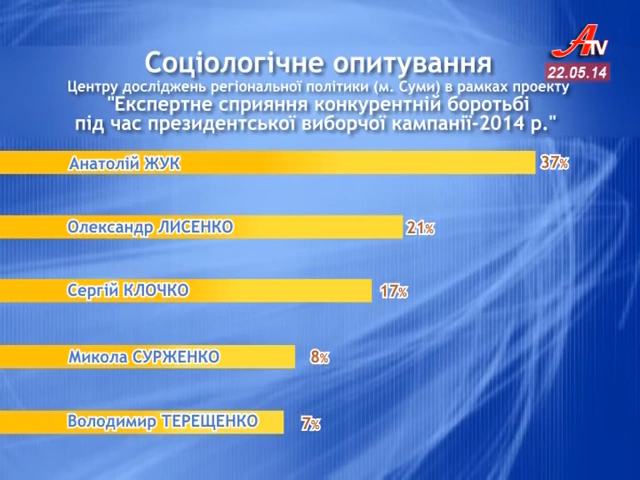 ATV
22.05.14
Соціологічне опитування
Центру досліджень регіональної політики (м. Суми) в рамках проекту
"Експертне сприяння конкурентній боротьбі
під час президентської виборчої кампанії-2014 р."
Анатолій ЖУК 37%
Олександр ЛИСЕНКО 21%
Сергій КЛОЧКО 17%
Микола СУРЖЕНКО 8%
Володимир ТЕРЕЩЕНКО 7%